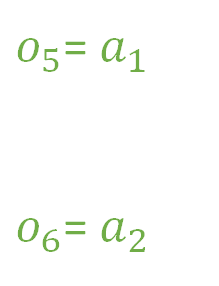 o₅= a₁
o₆= a₂